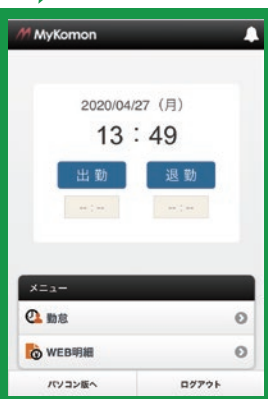 MyKomon
2020/04/27（月）
13：49
出勤 退勤
--:-- --:--
メニュー
勤怠
WEB明細
パソコン版へ ログアウト